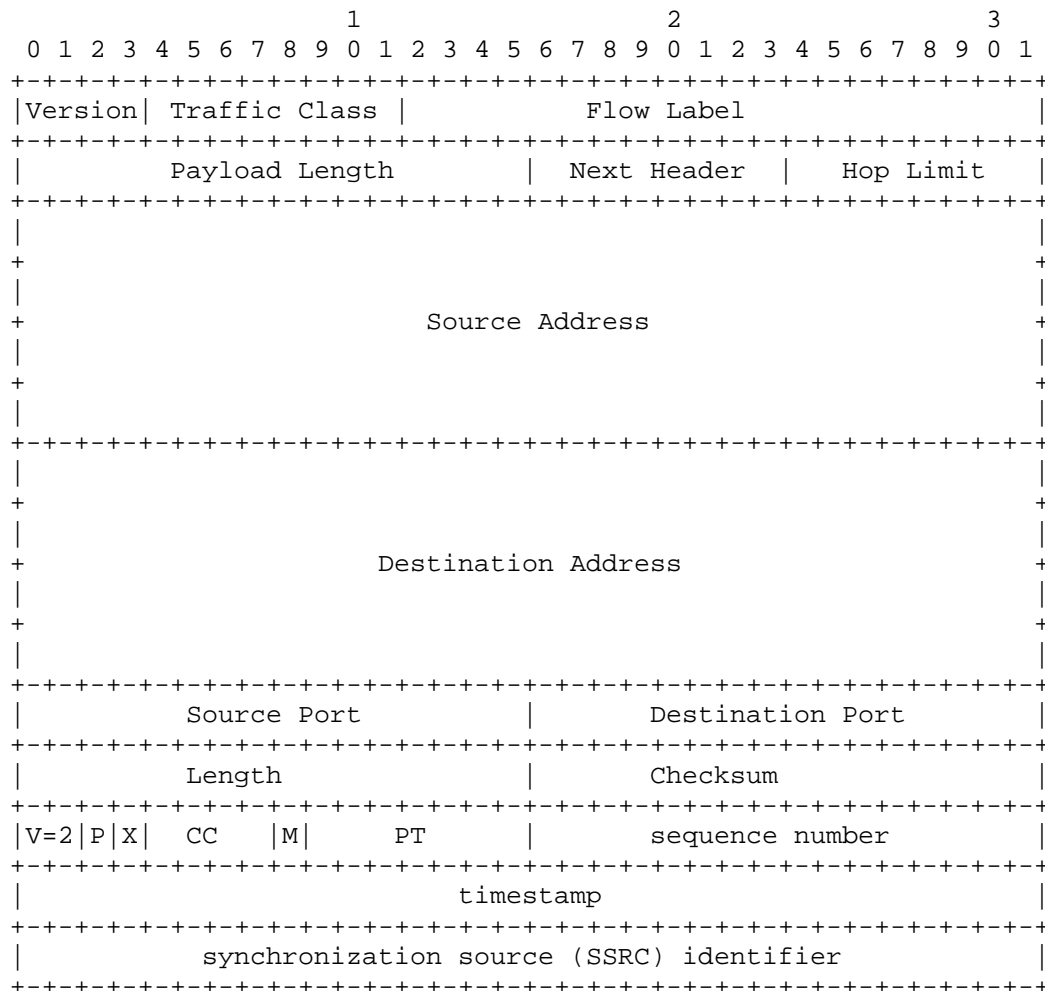 1                   2                   3
 0 1 2 3 4 5 6 7 8 9 0 1 2 3 4 5 6 7 8 9 0 1 2 3 4 5 6 7 8 9 0 1
+-+-+-+-+-+-+-+-+-+-+-+-+-+-+-+-+-+-+-+-+-+-+-+-+-+-+-+-+-+-+-+-+
|Version| Traffic Class |           Flow Label                  |
+-+-+-+-+-+-+-+-+-+-+-+-+-+-+-+-+-+-+-+-+-+-+-+-+-+-+-+-+-+-+-+-+
|         Payload Length        |  Next Header  |   Hop Limit   |
+-+-+-+-+-+-+-+-+-+-+-+-+-+-+-+-+-+-+-+-+-+-+-+-+-+-+-+-+-+-+-+-+
|                                                               |
+                                                               +
|                                                               |
+                         Source Address                        +
|                                                               |
+                                                               +
|                                                               |
+-+-+-+-+-+-+-+-+-+-+-+-+-+-+-+-+-+-+-+-+-+-+-+-+-+-+-+-+-+-+-+-+
|                                                               |
+                                                               +
|                                                               |
+                      Destination Address                      +
|                                                               |
+                                                               +
|                                                               |
+-+-+-+-+-+-+-+-+-+-+-+-+-+-+-+-+-+-+-+-+-+-+-+-+-+-+-+-+-+-+-+-+
|          Source Port          |       Destination Port        |
+-+-+-+-+-+-+-+-+-+-+-+-+-+-+-+-+-+-+-+-+-+-+-+-+-+-+-+-+-+-+-+-+
|          Length               |       Checksum                |
+-+-+-+-+-+-+-+-+-+-+-+-+-+-+-+-+-+-+-+-+-+-+-+-+-+-+-+-+-+-+-+-+
|V=2|P|X|  CC   |M|     PT      |       sequence number         |
+-+-+-+-+-+-+-+-+-+-+-+-+-+-+-+-+-+-+-+-+-+-+-+-+-+-+-+-+-+-+-+-+
|                           timestamp                           |
+-+-+-+-+-+-+-+-+-+-+-+-+-+-+-+-+-+-+-+-+-+-+-+-+-+-+-+-+-+-+-+-+
|           synchronization source (SSRC) identifier            |
+-+-+-+-+-+-+-+-+-+-+-+-+-+-+-+-+-+-+-+-+-+-+-+-+-+-+-+-+-+-+-+-+